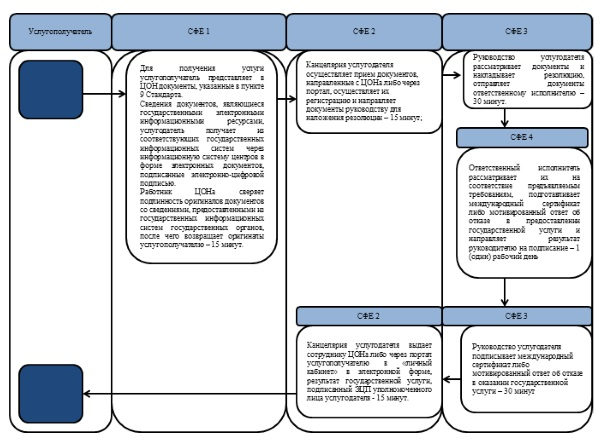 Услугополучатель
СФЕ 1
СФЕ 2
СФЕ 3
Для получения услуги
услугополучатель представляет в
ЦОН документы, указанные в пункте
9 Стандарта.
Сведения документов, являющиеся
государственными электронными
информационными ресурсами,
услугодатель получает из
соответствующих государственных
информационных систем через
информационную систему центров в
форме электронных документов,
подписанные электронно-цифровой
подписью.
Работник ЦОНа сверяет
подлинность оригиналов документов
со сведениями, предоставленными из
государственных информационных
систем государственных органов,
после чего возвращает оригиналы
услугополучателю – 15 минут.
Канцелярия услугодателя
осуществляет прием документов,
направленные с ЦОНа либо через
портал, осуществляет их
регистрацию и направляет
документы руководству для
наложения резолюции – 15 минут;
Руководство услугодателя
рассматривает документы и
накладывает резолюцию,
отправляет документы
ответственному исполнителю –
30 минут.
СФЕ 4
Ответственный исполнитель
рассматривает их на
соответствие предъявляемым
требованиям, подготавливает
международный сертификат
либо мотивированный ответ об
отказе в предоставлении
государственной услуги и
направляет результат
руководителю на подписание – 1
(один) рабочий день
СФЕ 2
СФЕ 3
Канцелярия услугодателя выдает
сотруднику ЦОНа либо через портал
услугополучателю в «личный
кабинет» в электронной форме,
результат государственной услуги,
подписанный ЭЦП уполномоченного
лица услугодателя - 15 минут.
Руководство услугодателя
подписывает международный
сертификат либо
мотивированный ответ об отказе
в оказании государственной
услуги – 30 минут